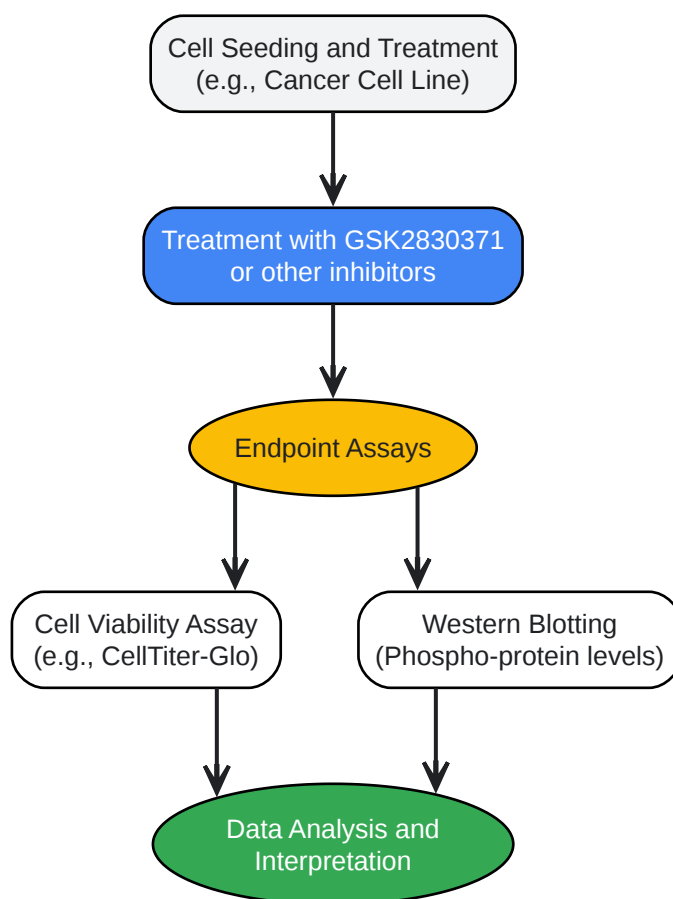 Cell Seeding and Treatment
(e.g., Cancer Cell Line)
Treatment with GSK2830371
or other inhibitors
Endpoint Assays
Cell Viability Assay
(e.g., CellTiter-Glo)
Western Blotting
(Phospho-protein levels)
Data Analysis and
Interpretation